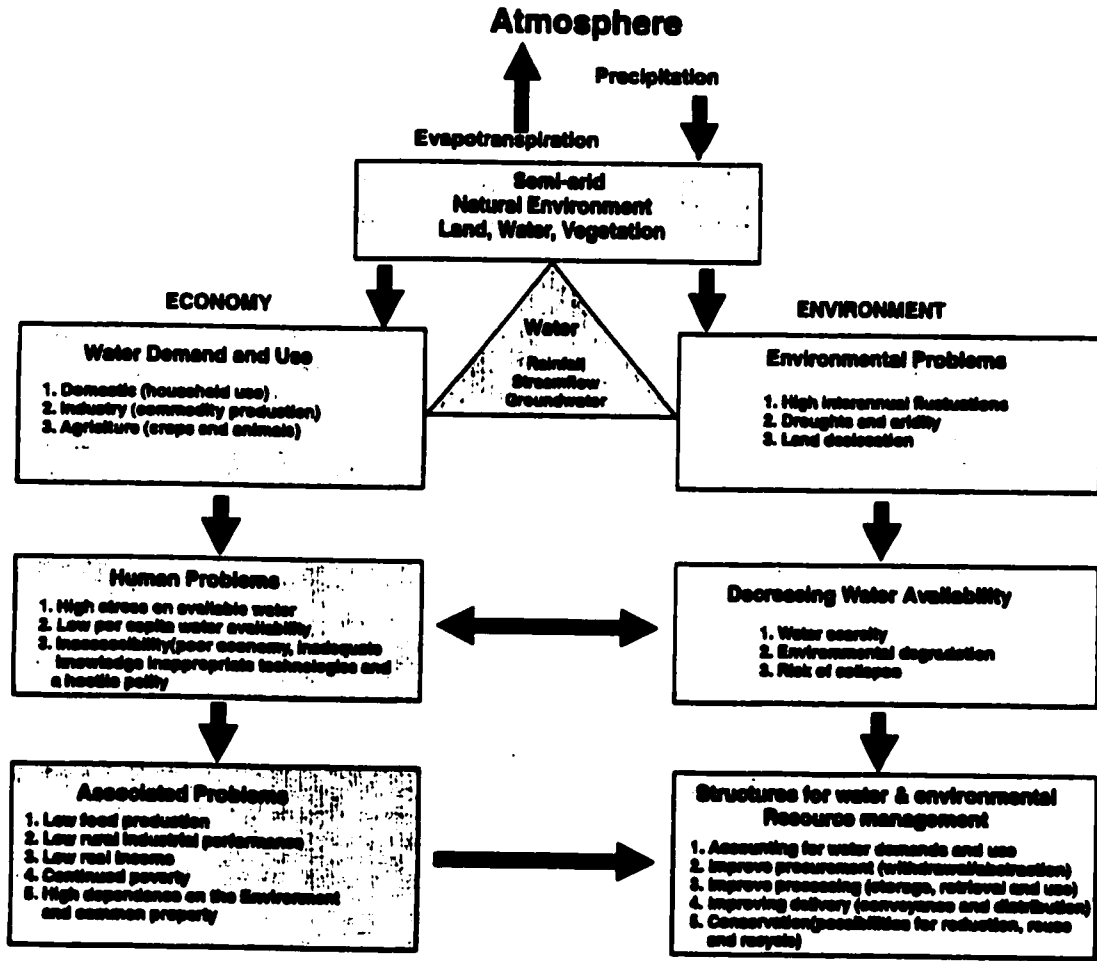 Atmosphere
Precipitation
Evapotranspiration
Semi-arid
Natural Environment
Land, Water, Vegetation
ECONOMY
ENVIRONMENT
Water
Rainfall
Streamflow
Groundwater
Water Demand and Use
1. Domestic (household use)
2. Industry (commodity production)
3. Agriclture (crops and animals)
Environmental Problems
1. High interannual fluctuations
2. Droughts and aridity
3. Land desiccation
Human Problems
1. High stress on available water
2. Low per capita water availability
3. Inaccessibility(poor economy, inadequate
knowledge inappropriate technologies and
a hostile polity
Decreasing Water Availability
1. Water scarcity
2. Environmental degradation
3. Risk of collapse
Associated Problems
1. Low food production
2. Low rural industrial performance
3. Low real income
4. Continued poverty
5. High dependance on the Environment
and common property
Structures for water & environmental
Resource management
1. Accounting for water demands and use
2. Improve procurement (withdrawal/abstraction)
3. Improve processing (storage, retrieval and use)
4. Improving delivery (conveyance and distribution)
5. Conservation(possibilities for reduction, reuse
and recycle)